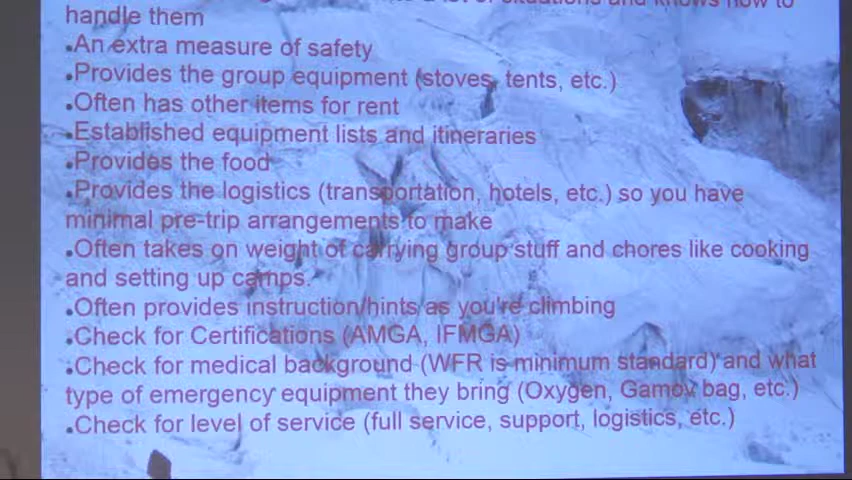 situations and knows how to
handle them
•An extra measure of safety
•Provides the group equipment (stoves, tents, etc.)
•Often has other items for rent
•Established equipment lists and itineraries
•Provides the food
•Provides the logistics (transportation, hotels, etc.) so you have
minimal pre-trip arrangements to make
•Often takes on weight of carrying group stuff and chores like cooking
and setting up camps.
•Often provides instruction/hints as you're climbing
•Check for Certifications (AMGA, IFMGA)
•Check for medical background (WFR is minimum standard) and what
type of emergency equipment they bring (Oxygen, Gamov bag, etc.)
•Check for level of service (full service, support, logistics, etc.)